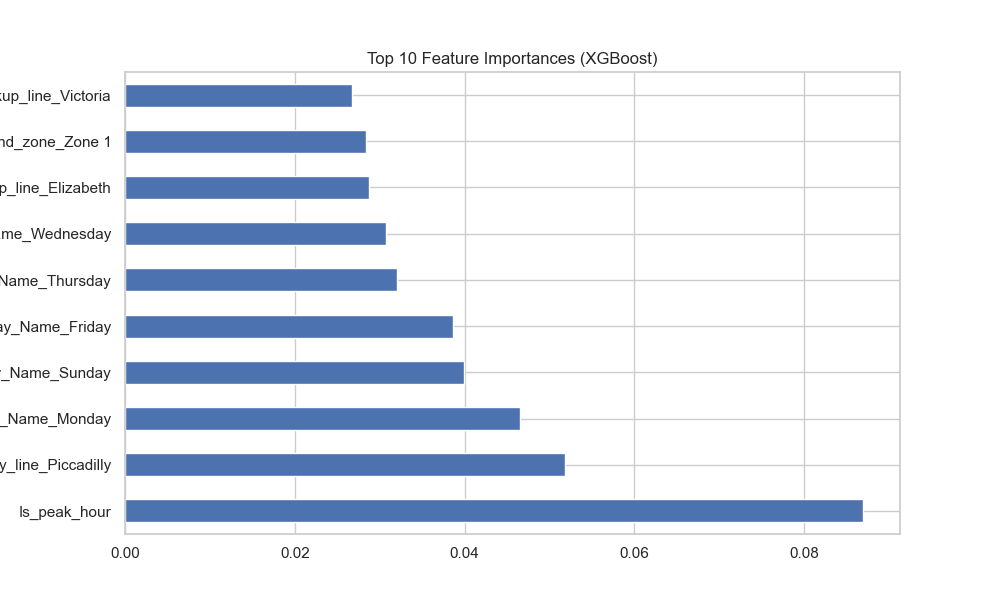 Top 10 Feature Importances (XGBoost)
kup_line_Victoria
nd_zone_Zone 1
p_line_Elizabeth
me_Wednesday
Name_Thursday
ay_Name_Friday
_Name_Sunday
_Name_Monday
y_line_Piccadilly
Is_peak_hour
0.00 0.02 0.04 0.06 0.08